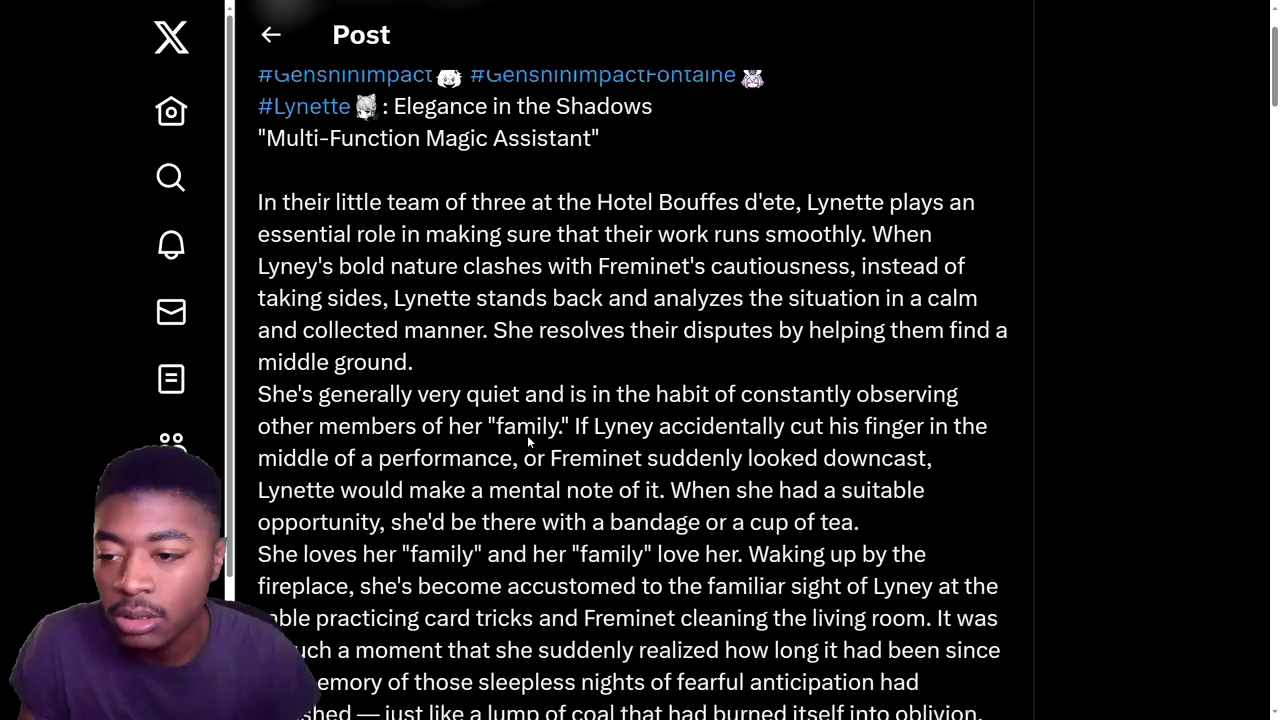 Post
#GenshinImpact #GenshinImpactFontaine
#Lynette : Elegance in the Shadows
"Multi-Function Magic Assistant"
In their little team of three at the Hotel Bouffes d'ete, Lynette plays an
essential role in making sure that their work runs smoothly. When
Lyney's bold nature clashes with Freminet's cautiousness, instead of
taking sides, Lynette stands back and analyzes the situation in a calm
and collected manner. She resolves their disputes by helping them find a
middle ground.
She's generally very quiet and is in the habit of constantly observing
other members of her "family." If Lyney accidentally cut his finger in the
middle of a performance, or Freminet suddenly looked downcast,
Lynette would make a mental note of it. When she had a suitable
opportunity, she'd be there with a bandage or a cup of tea.
She loves her "family" and her "family" love her. Waking up by the
fireplace, she's become accustomed to the familiar sight of Lyney at the
practicing card tricks and Freminet cleaning the living room. It was
a moment that she suddenly realized how long it had been since
of those sleepless nights of fearful anticipation had
— just like a lump of coal that had burned itself into oblivion.